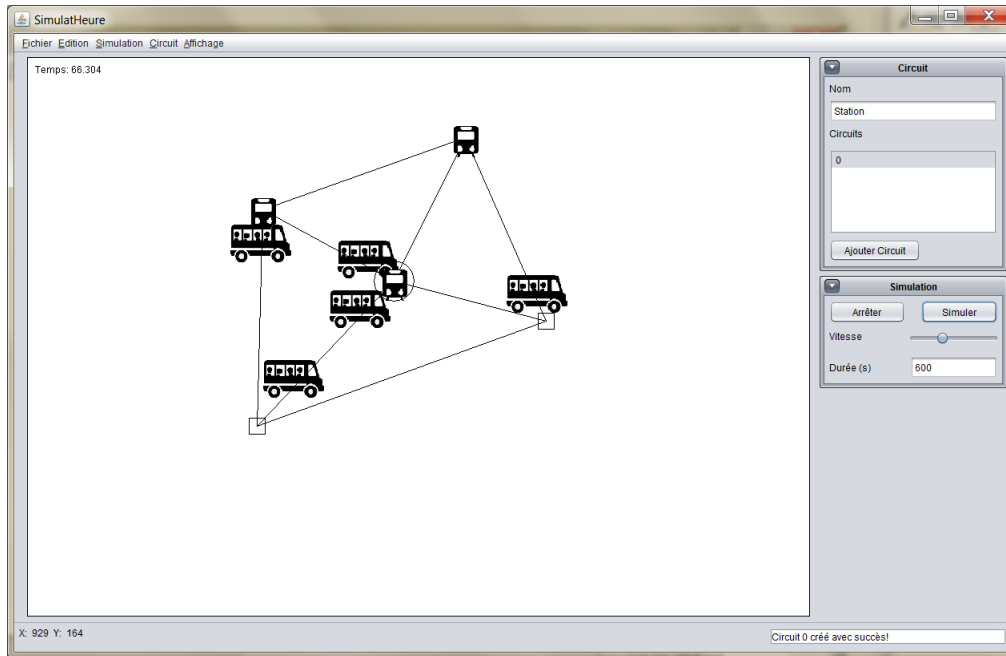 SimulatHeure
Fichier Edition Simulation Circuit Affichage
Temps: 66.304
Circuit
Nom
Station
Circuits
0
Ajouter Circuit
Simulation
Arrêter Simuler
Vitesse
Durée (s) 600
X: 929 Y: 164
Circuit 0 créé avec succès!